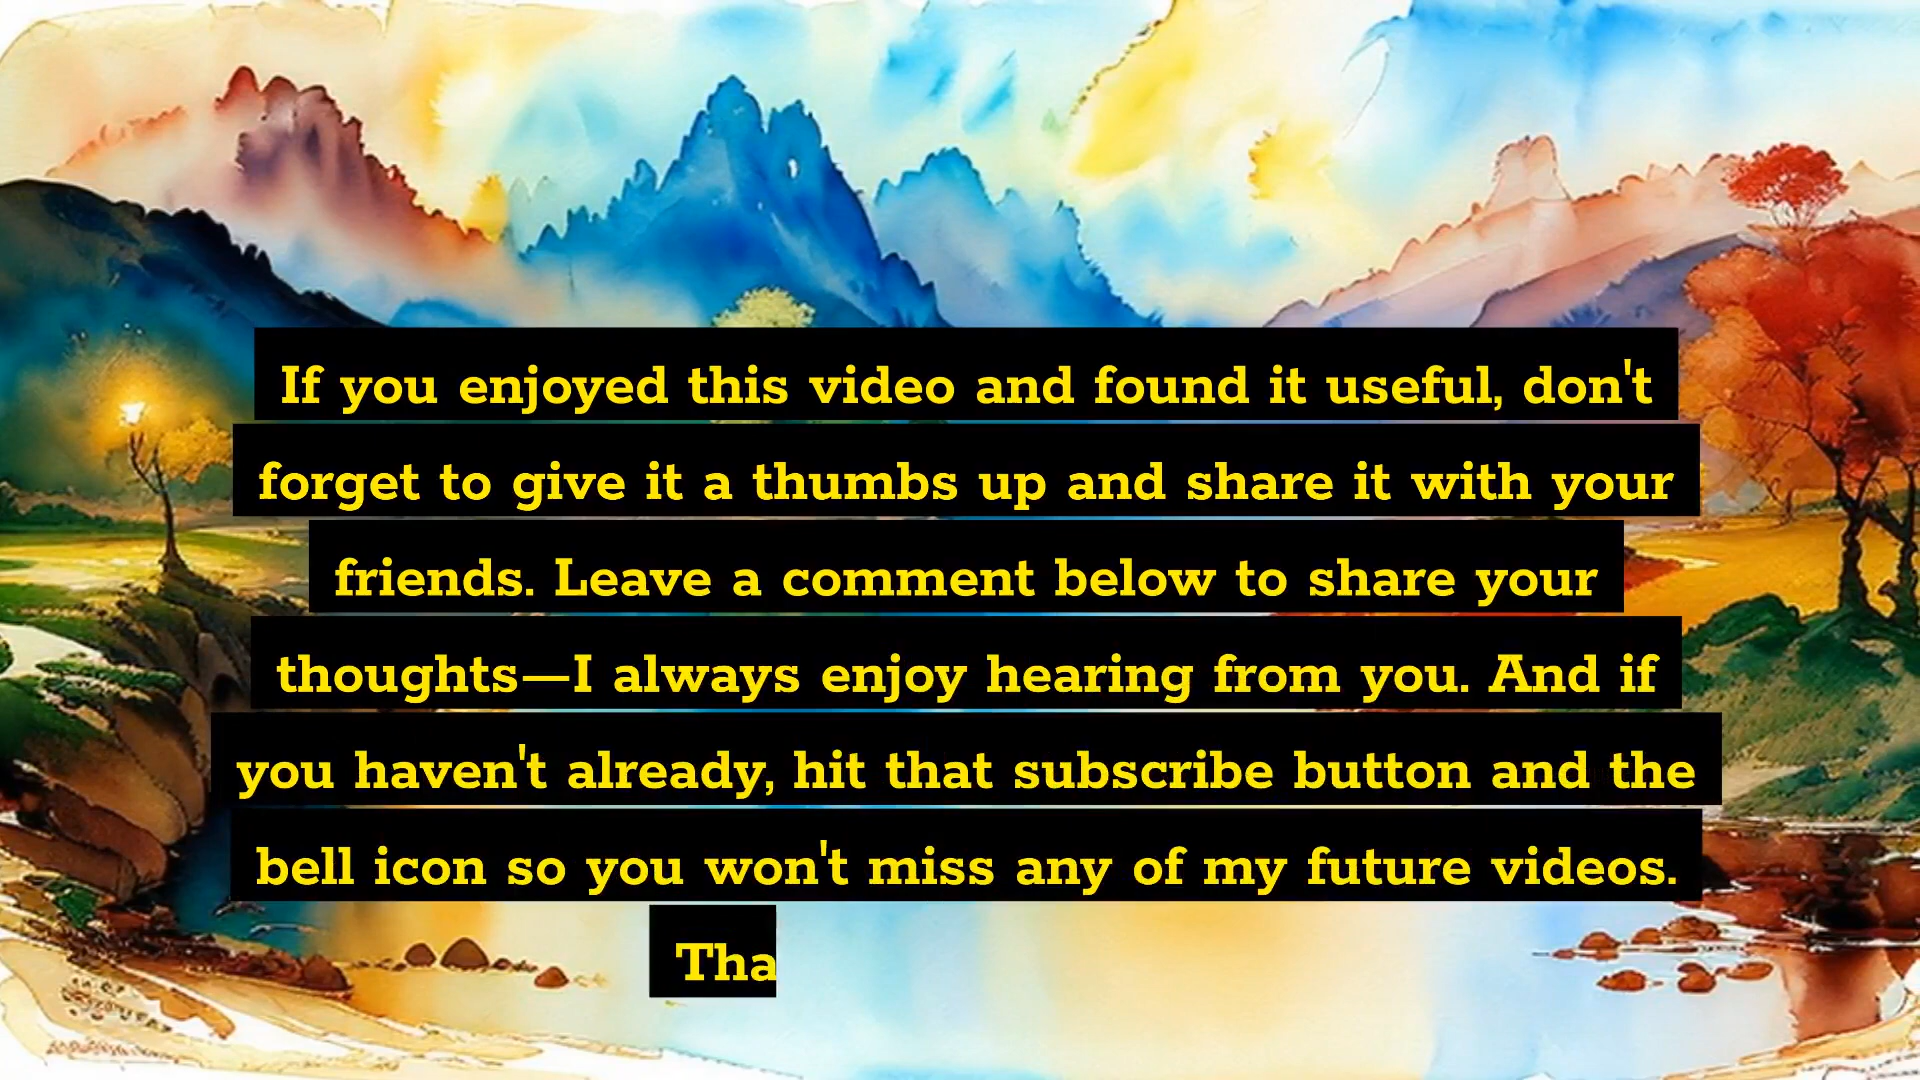 If you enjoyed this video and found it useful, don't
forget to give it a thumbs up and share it with your
friends. Leave a comment below to share your
thoughts—I always enjoy hearing from you. And if
you haven't already, hit that subscribe button and the
bell icon so you won't miss any of my future videos.
Tha